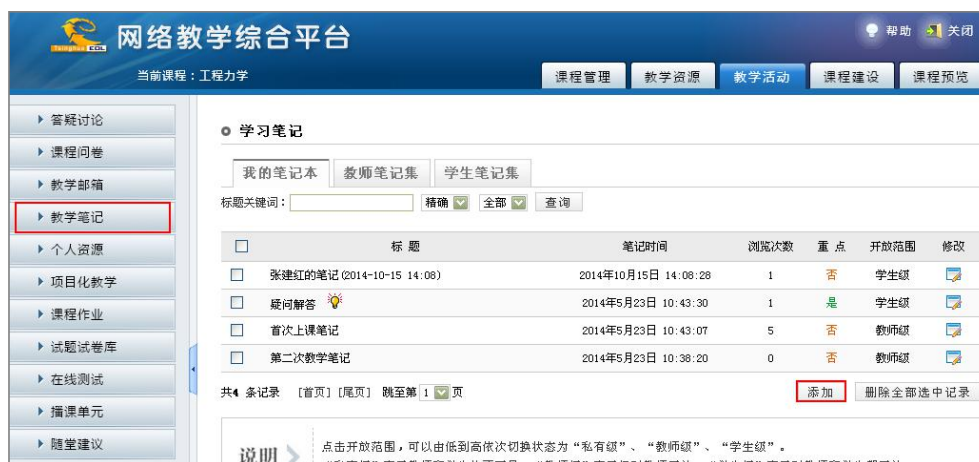 网络教学综合平台
帮助 关闭
当前课程：工程力学
课程管理 教学资源 教学活动 课程建设 课程预览
答疑讨论
课程问卷
教学邮箱
教学笔记
个人资源
项目化教学
课程作业
试题试卷库
在线测试
播课单元
随堂建议
学习笔记
我的笔记本 教师笔记集 学生笔记集
标题关键词： 精确 全部 查询
标 题 笔记时间 浏览次数 重 点 开放范围 修改
张建红的笔记(2014-10-15 14:08) 2014年10月15日 14:08:28 1 否 学生级
疑问解答 2014年5月23日 10:43:30 1 是 学生级
首次上课笔记 2014年5月23日 10:43:07 5 否 教师级
第二次教学笔记 2014年5月23日 10:38:20 0 否 教师级
共4 条记录 [首页] [尾页] 跳至第 1 页 添加 删除全部选中记录
说明
点击开放范围，可以由低到高依次切换状态为“私有级”、“教师级”、“学生级”。